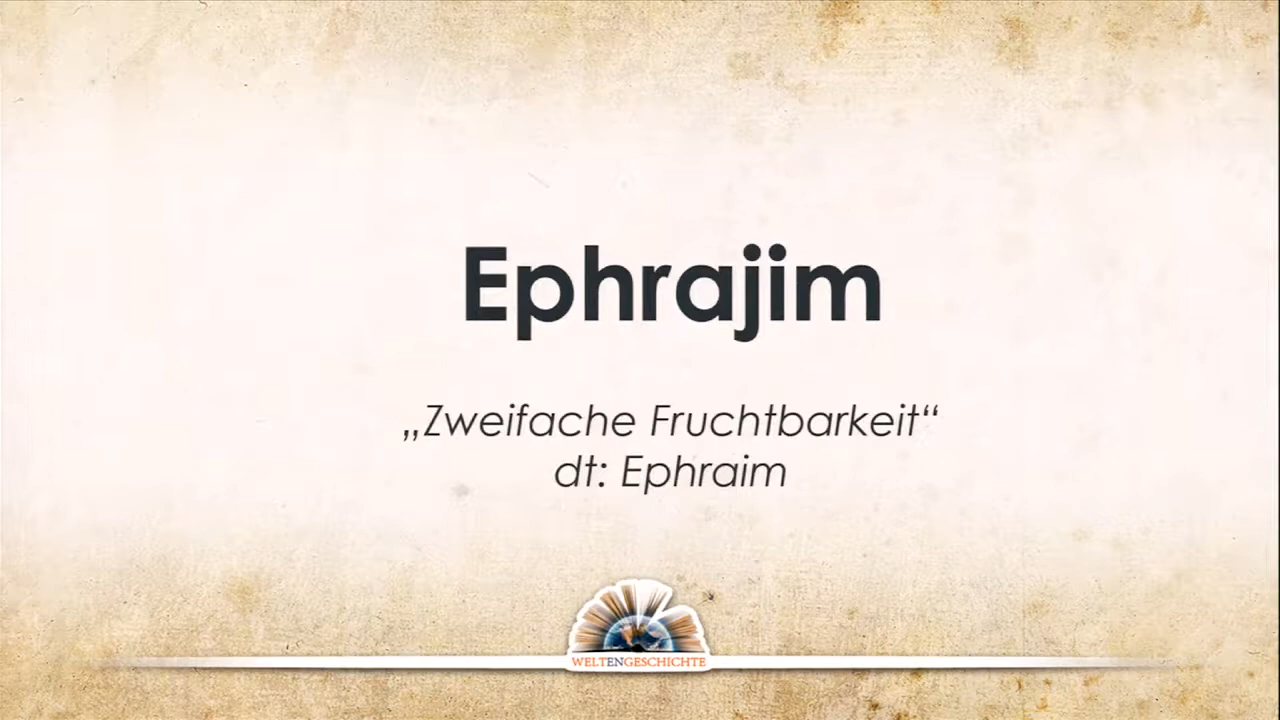 Ephrajim
„Zweifache Fruchtbarkeit“
dt: Ephraim
WELTENGESCHICHTE